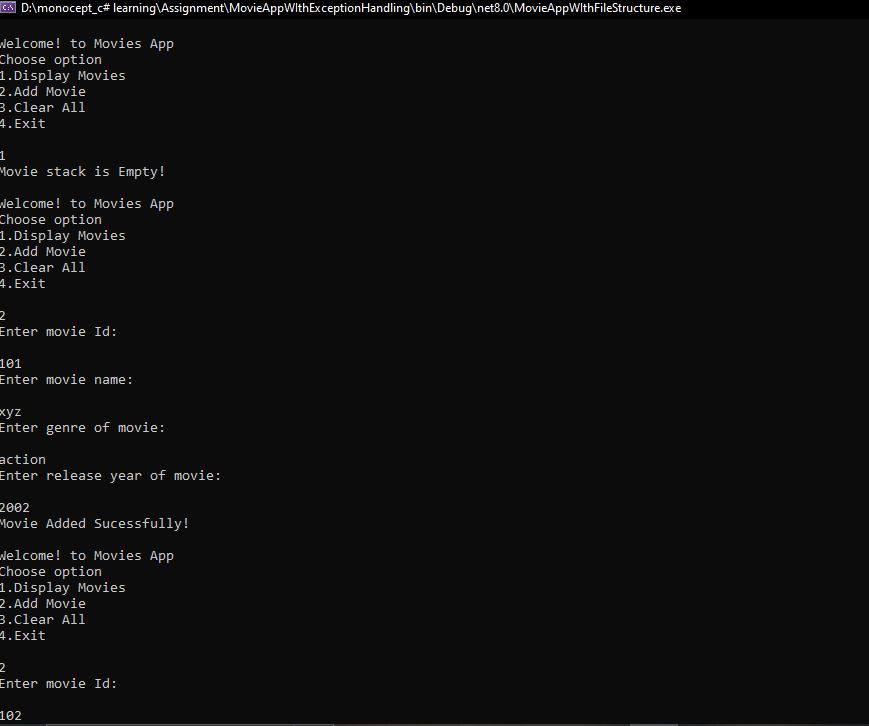 D:\monocept_c# learning\Assignment\MovieAppWIthExceptionHandling\bin\Debug\net8.0\MovieAppWIthFileStructure.exe
Welcome! to Movies App
Choose option
1.Display Movies
2.Add Movie
3.Clear All
4.Exit
1
Movie stack is Empty!
Welcome! to Movies App
Choose option
1.Display Movies
2.Add Movie
3.Clear All
4.Exit
2
Enter movie Id:
101
Enter movie name:
xyz
Enter genre of movie:
action
Enter release year of movie:
2002
Movie Added Sucessfully!
Welcome! to Movies App
Choose option
1.Display Movies
2.Add Movie
3.Clear All
4.Exit
2
Enter movie Id:
102